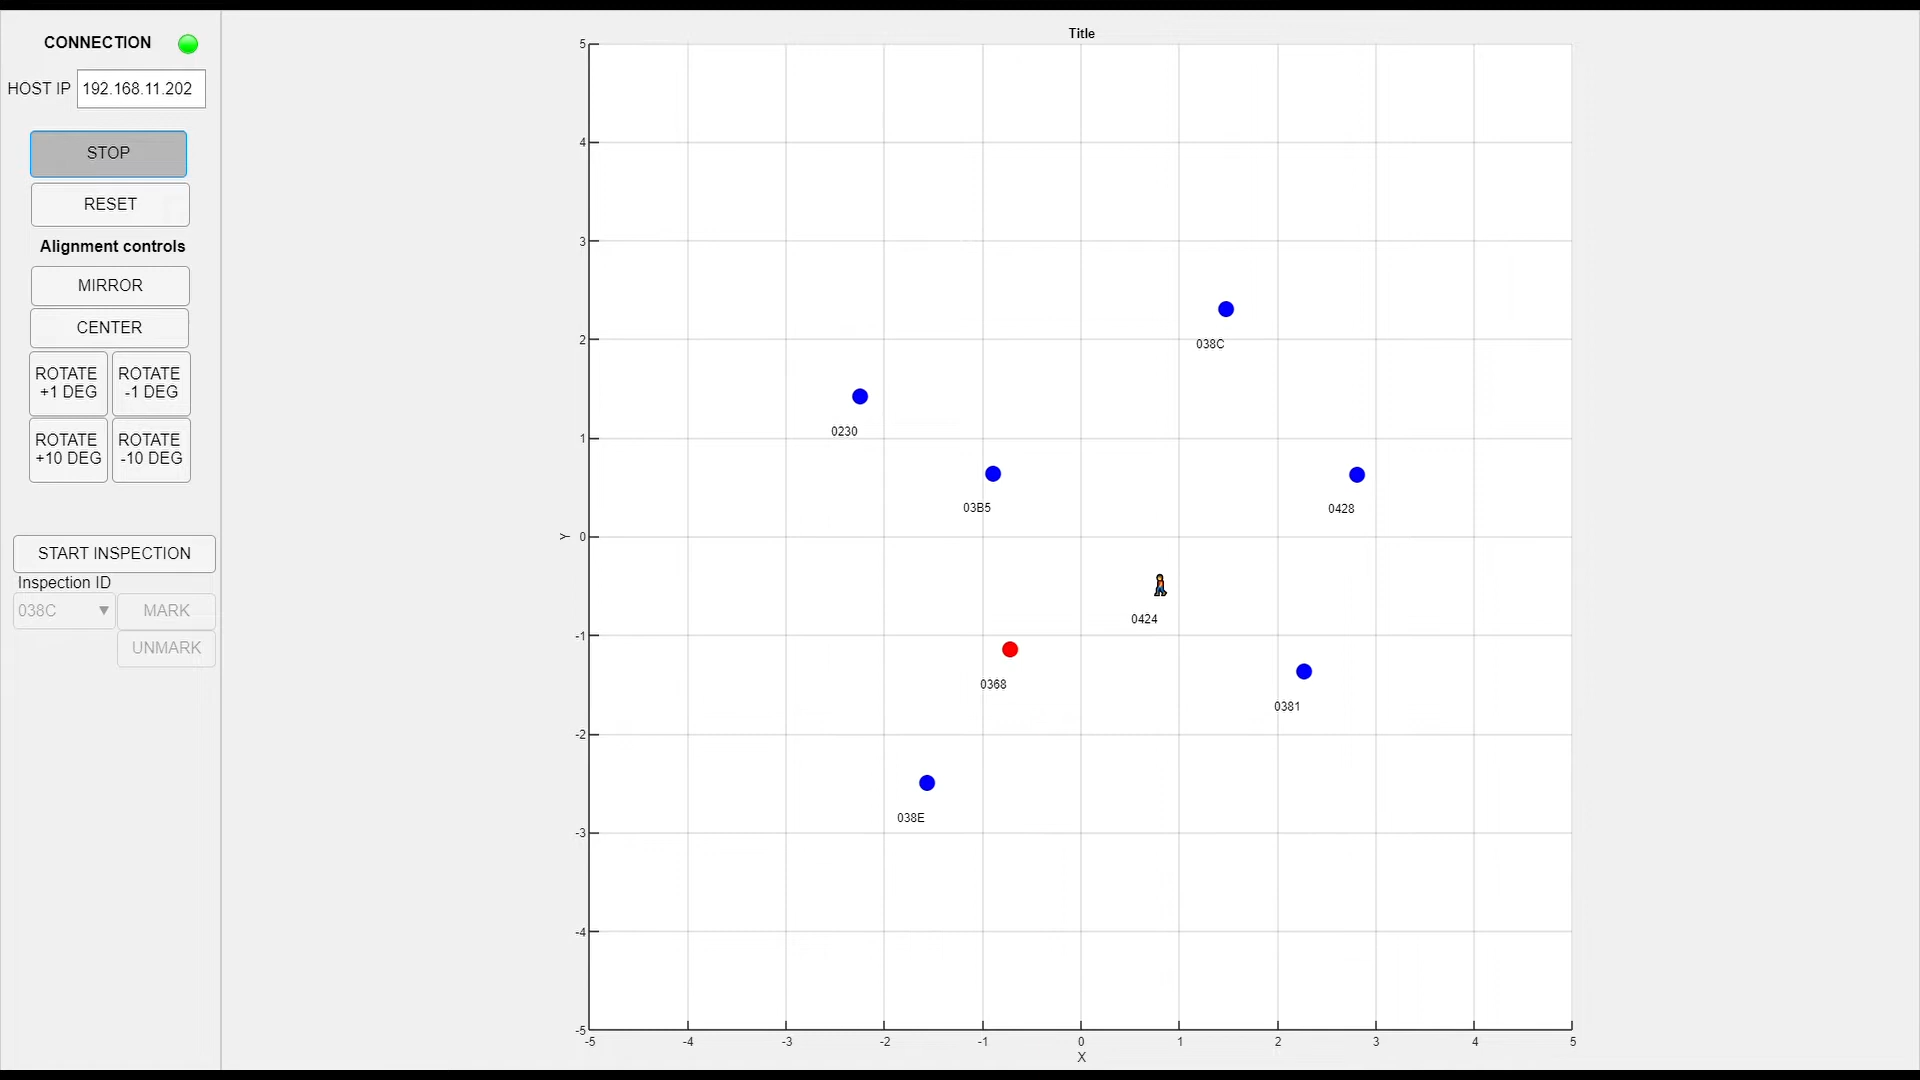 CONNECTION
HOST IP 192.168.11.202
STOP
RESET
Alignment controls
MIRROR
CENTER
ROTATE +1 DEG
ROTATE -1 DEG
ROTATE +10 DEG
ROTATE -10 DEG
START INSPECTION
Inspection ID
038C
MARK
UNMARK
Title
5
4
3
2
1
0
-1
-2
-3
-4
-5
Y
038C
0230
03B5
0428
0424
0368
0381
038E
-5 -4 -3 -2 -1 0 1 2 3 4 5
X